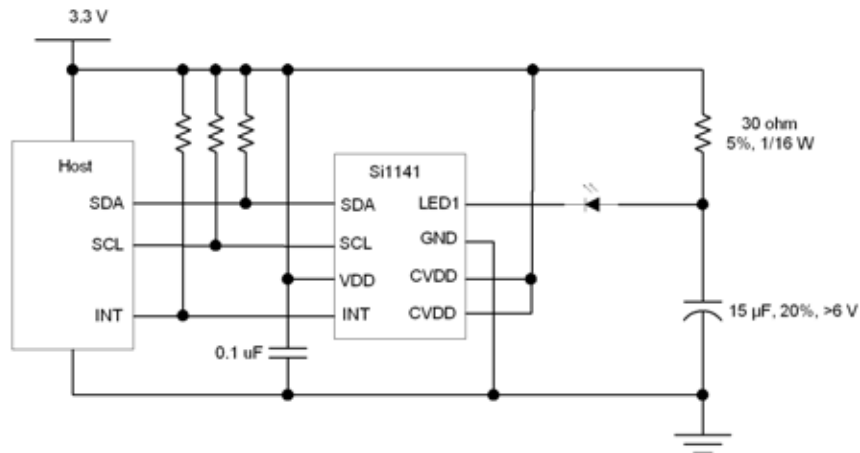 3.3 V
Host
SDA
SCL
INT
0.1 uF
Si1141
SDA
SCL
VDD
INT
LED1
GND
CVDD
CVDD
30 ohm
5%, 1/16 W
15 µF, 20%, >6 V